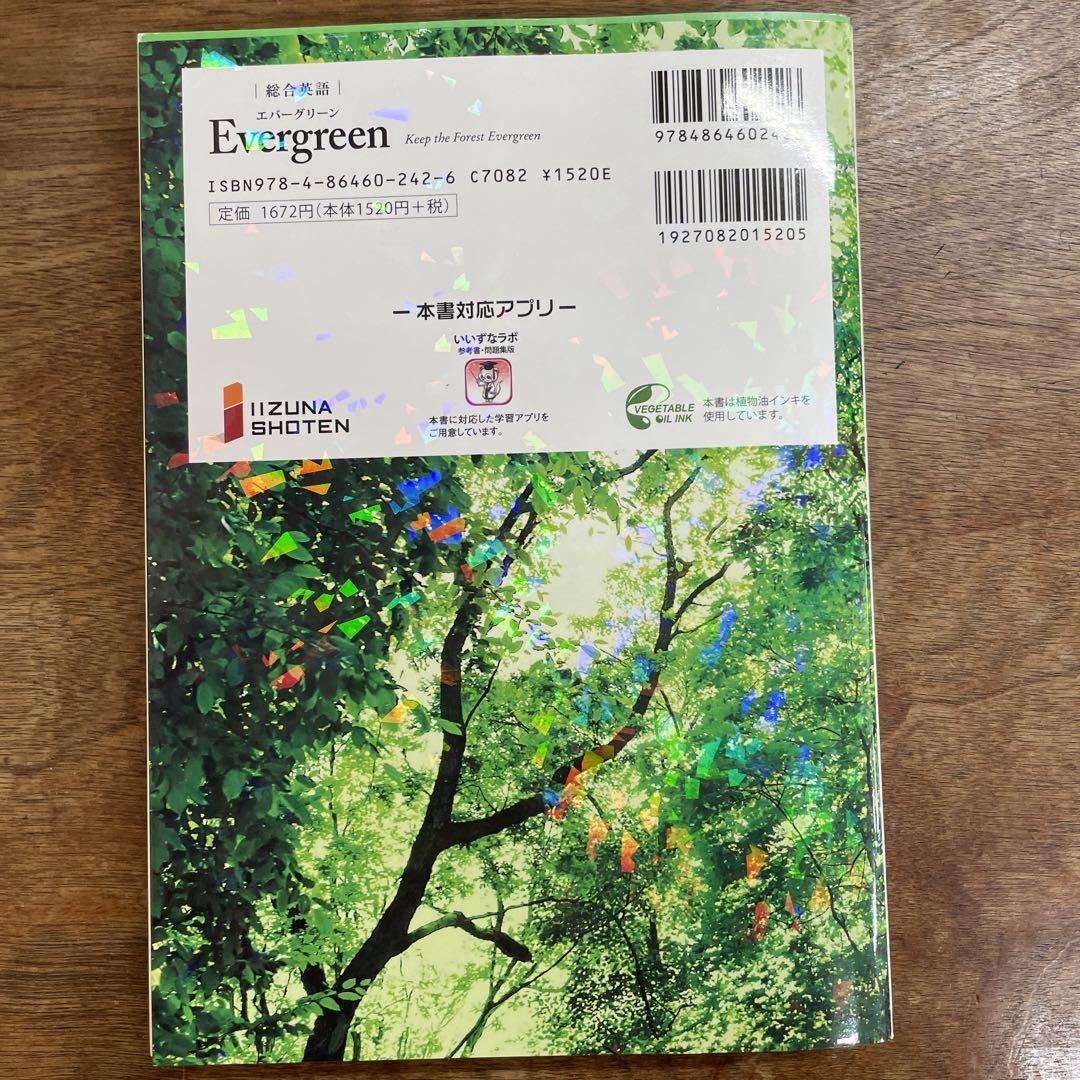 | 総合英語 |
エバーグリーン
Evergreen Keep the Forest Evergreen
ISBN978-4-86460-242-6 C7082 ¥1520E
定価 1672円(本体1520円+税)
97848646024
1927082015205
ー 本書対応アプリ ー
いいずなラボ
参考書・問題集版
本書に対応した学習アプリを
ご用意しています。
IIZUNA
SHOTEN
VEGETABLE
OIL INK
本書は植物油インキを
使用しています。